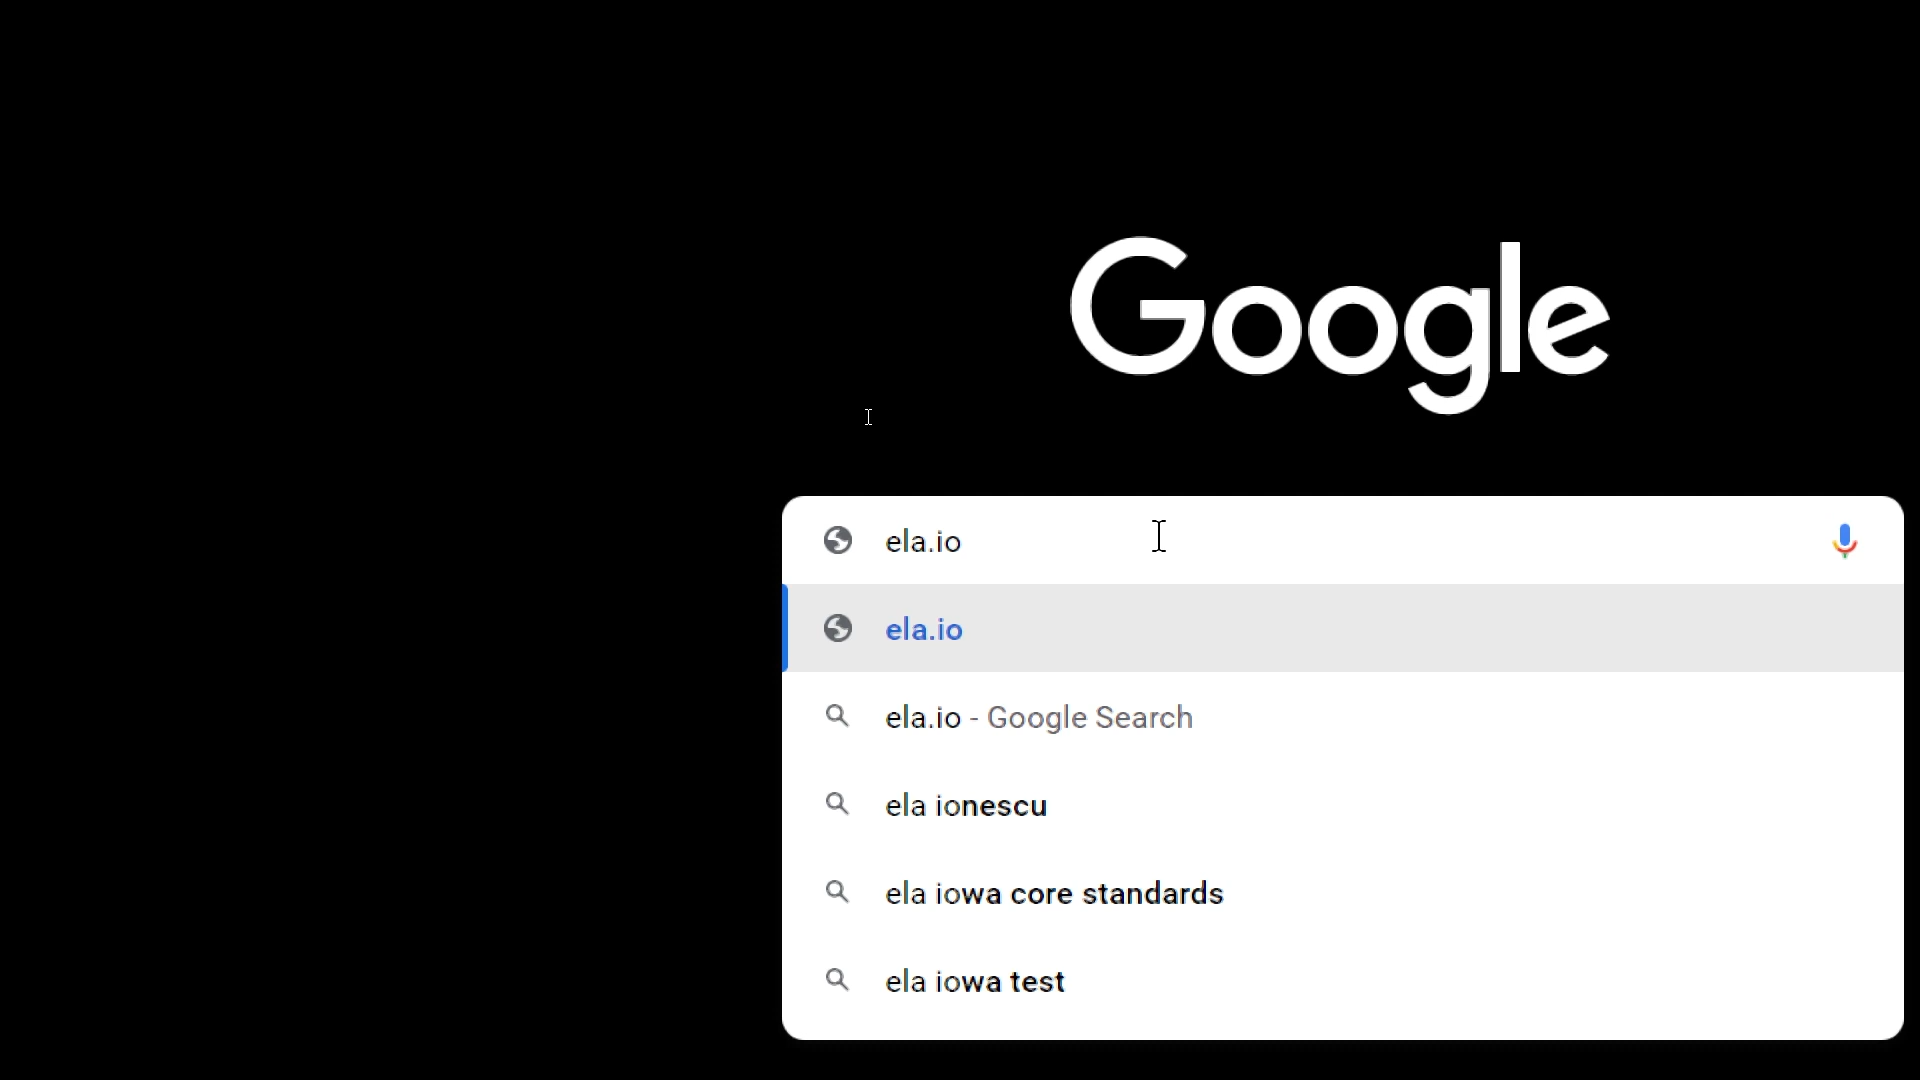 Google
ela.io
ela.io
ela.io - Google Search
ela ionescu
ela iowa core standards
ela iowa test